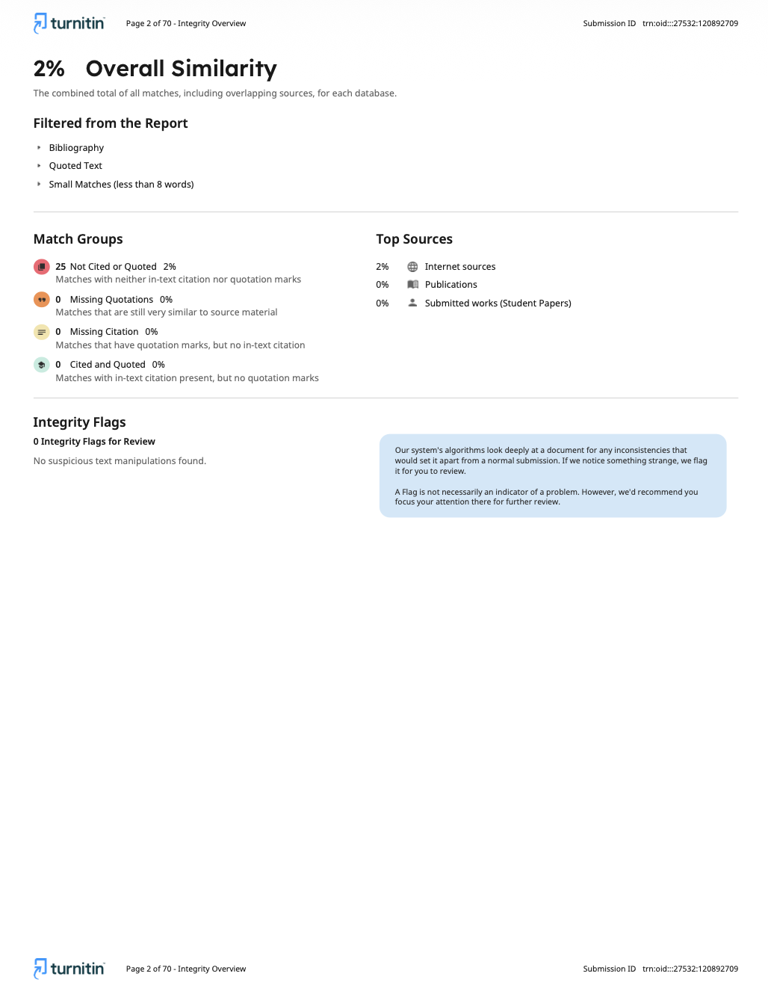 turnitin Page 2 of 70 - Integrity Overview Submission ID trn:oid:::27532:120892709
2% Overall Similarity
The combined total of all matches, including overlapping sources, for each database.
Filtered from the Report
Bibliography
Quoted Text
Small Matches (less than 8 words)
Match Groups
25 Not Cited or Quoted 2%
Matches with neither in-text citation nor quotation marks
0 Missing Quotations 0%
Matches that are still very similar to source material
0 Missing Citation 0%
Matches that have quotation marks, but no in-text citation
0 Cited and Quoted 0%
Matches with in-text citation present, but no quotation marks
Top Sources
2% Internet sources
0% Publications
0% Submitted works (Student Papers)
Integrity Flags
0 Integrity Flags for Review
No suspicious text manipulations found.
Our system's algorithms look deeply at a document for any inconsistencies that
would set it apart from a normal submission. If we notice something strange, we flag
it for you to review.
A Flag is not necessarily an indicator of a problem. However, we'd recommend you
focus your attention there for further review.
turnitin Page 2 of 70 - Integrity Overview Submission ID trn:oid:::27532:120892709